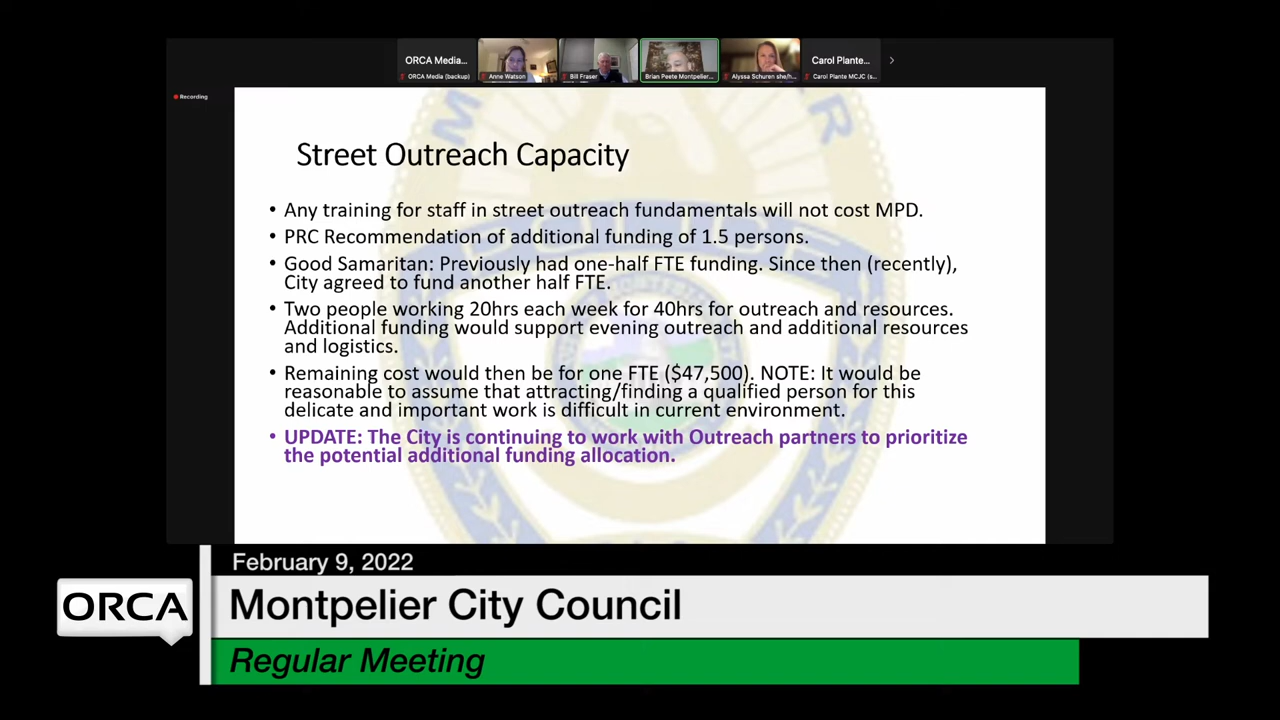 ORCA Media...
Carol Plante...
ORCA Media (backup)
Anne Watson
Bill Fraser
Brian Peete Montpelier...
Alyssa Schuren she/h...
Carol Plante MCJC (s...
Recording
Street Outreach Capacity
• Any training for staff in street outreach fundamentals will not cost MPD.
• PRC Recommendation of additional funding of 1.5 persons.
• Good Samaritan: Previously had one-half FTE funding. Since then (recently),
City agreed to fund another half FTE.
• Two people working 20hrs each week for 40hrs for outreach and resources.
Additional funding would support evening outreach and additional resources
and logistics.
• Remaining cost would then be for one FTE ($47,500). NOTE: It would be
reasonable to assume that attracting/finding a qualified person for this
delicate and important work is difficult in current environment.
• UPDATE: The City is continuing to work with Outreach partners to prioritize
the potential additional funding allocation.
February 9, 2022
ORCA
Montpelier City Council
Regular Meeting